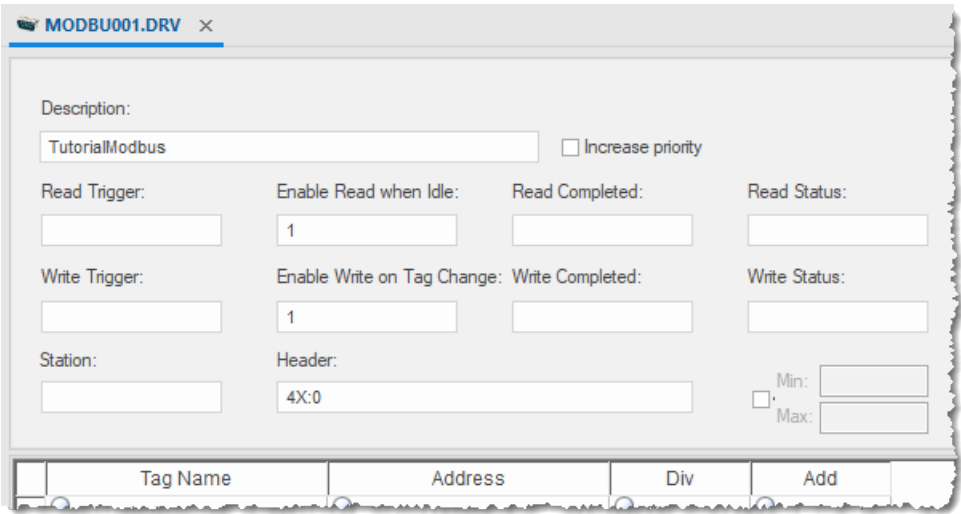 MODBU001.DRV
Description:
TutorialModbus
Increase priority
Read Trigger: Enable Read when Idle: Read Completed: Read Status:
1
Write Trigger: Enable Write on Tag Change: Write Completed: Write Status:
1
Station: Header:
4X:0
Min:
Max:
Tag Name Address Div Add